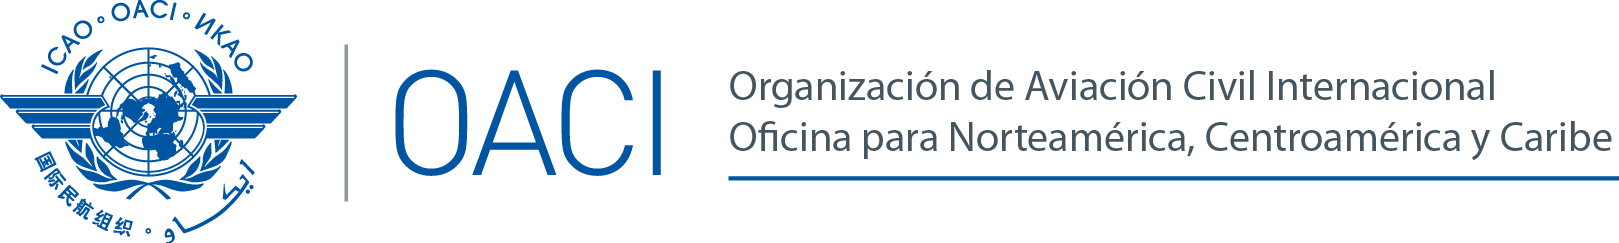 ICAO ° OACI ° ИКАО
国际民航组织 ° ايكاو
OACI
Organización de Aviación Civil Internacional
Oficina para Norteamérica, Centroamérica y Caribe